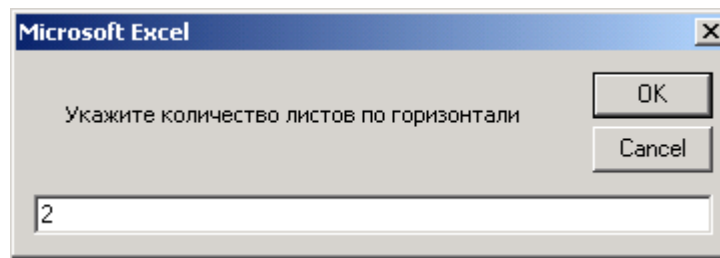 Microsoft Excel
Укажите количество листов по горизонтали
OK
Cancel
2